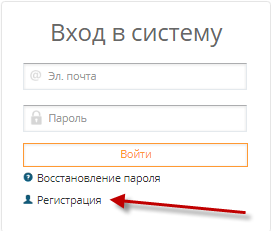 Вход в систему
@ Эл. почта
Пароль
Войти
? Восстановление пароля
Регистрация